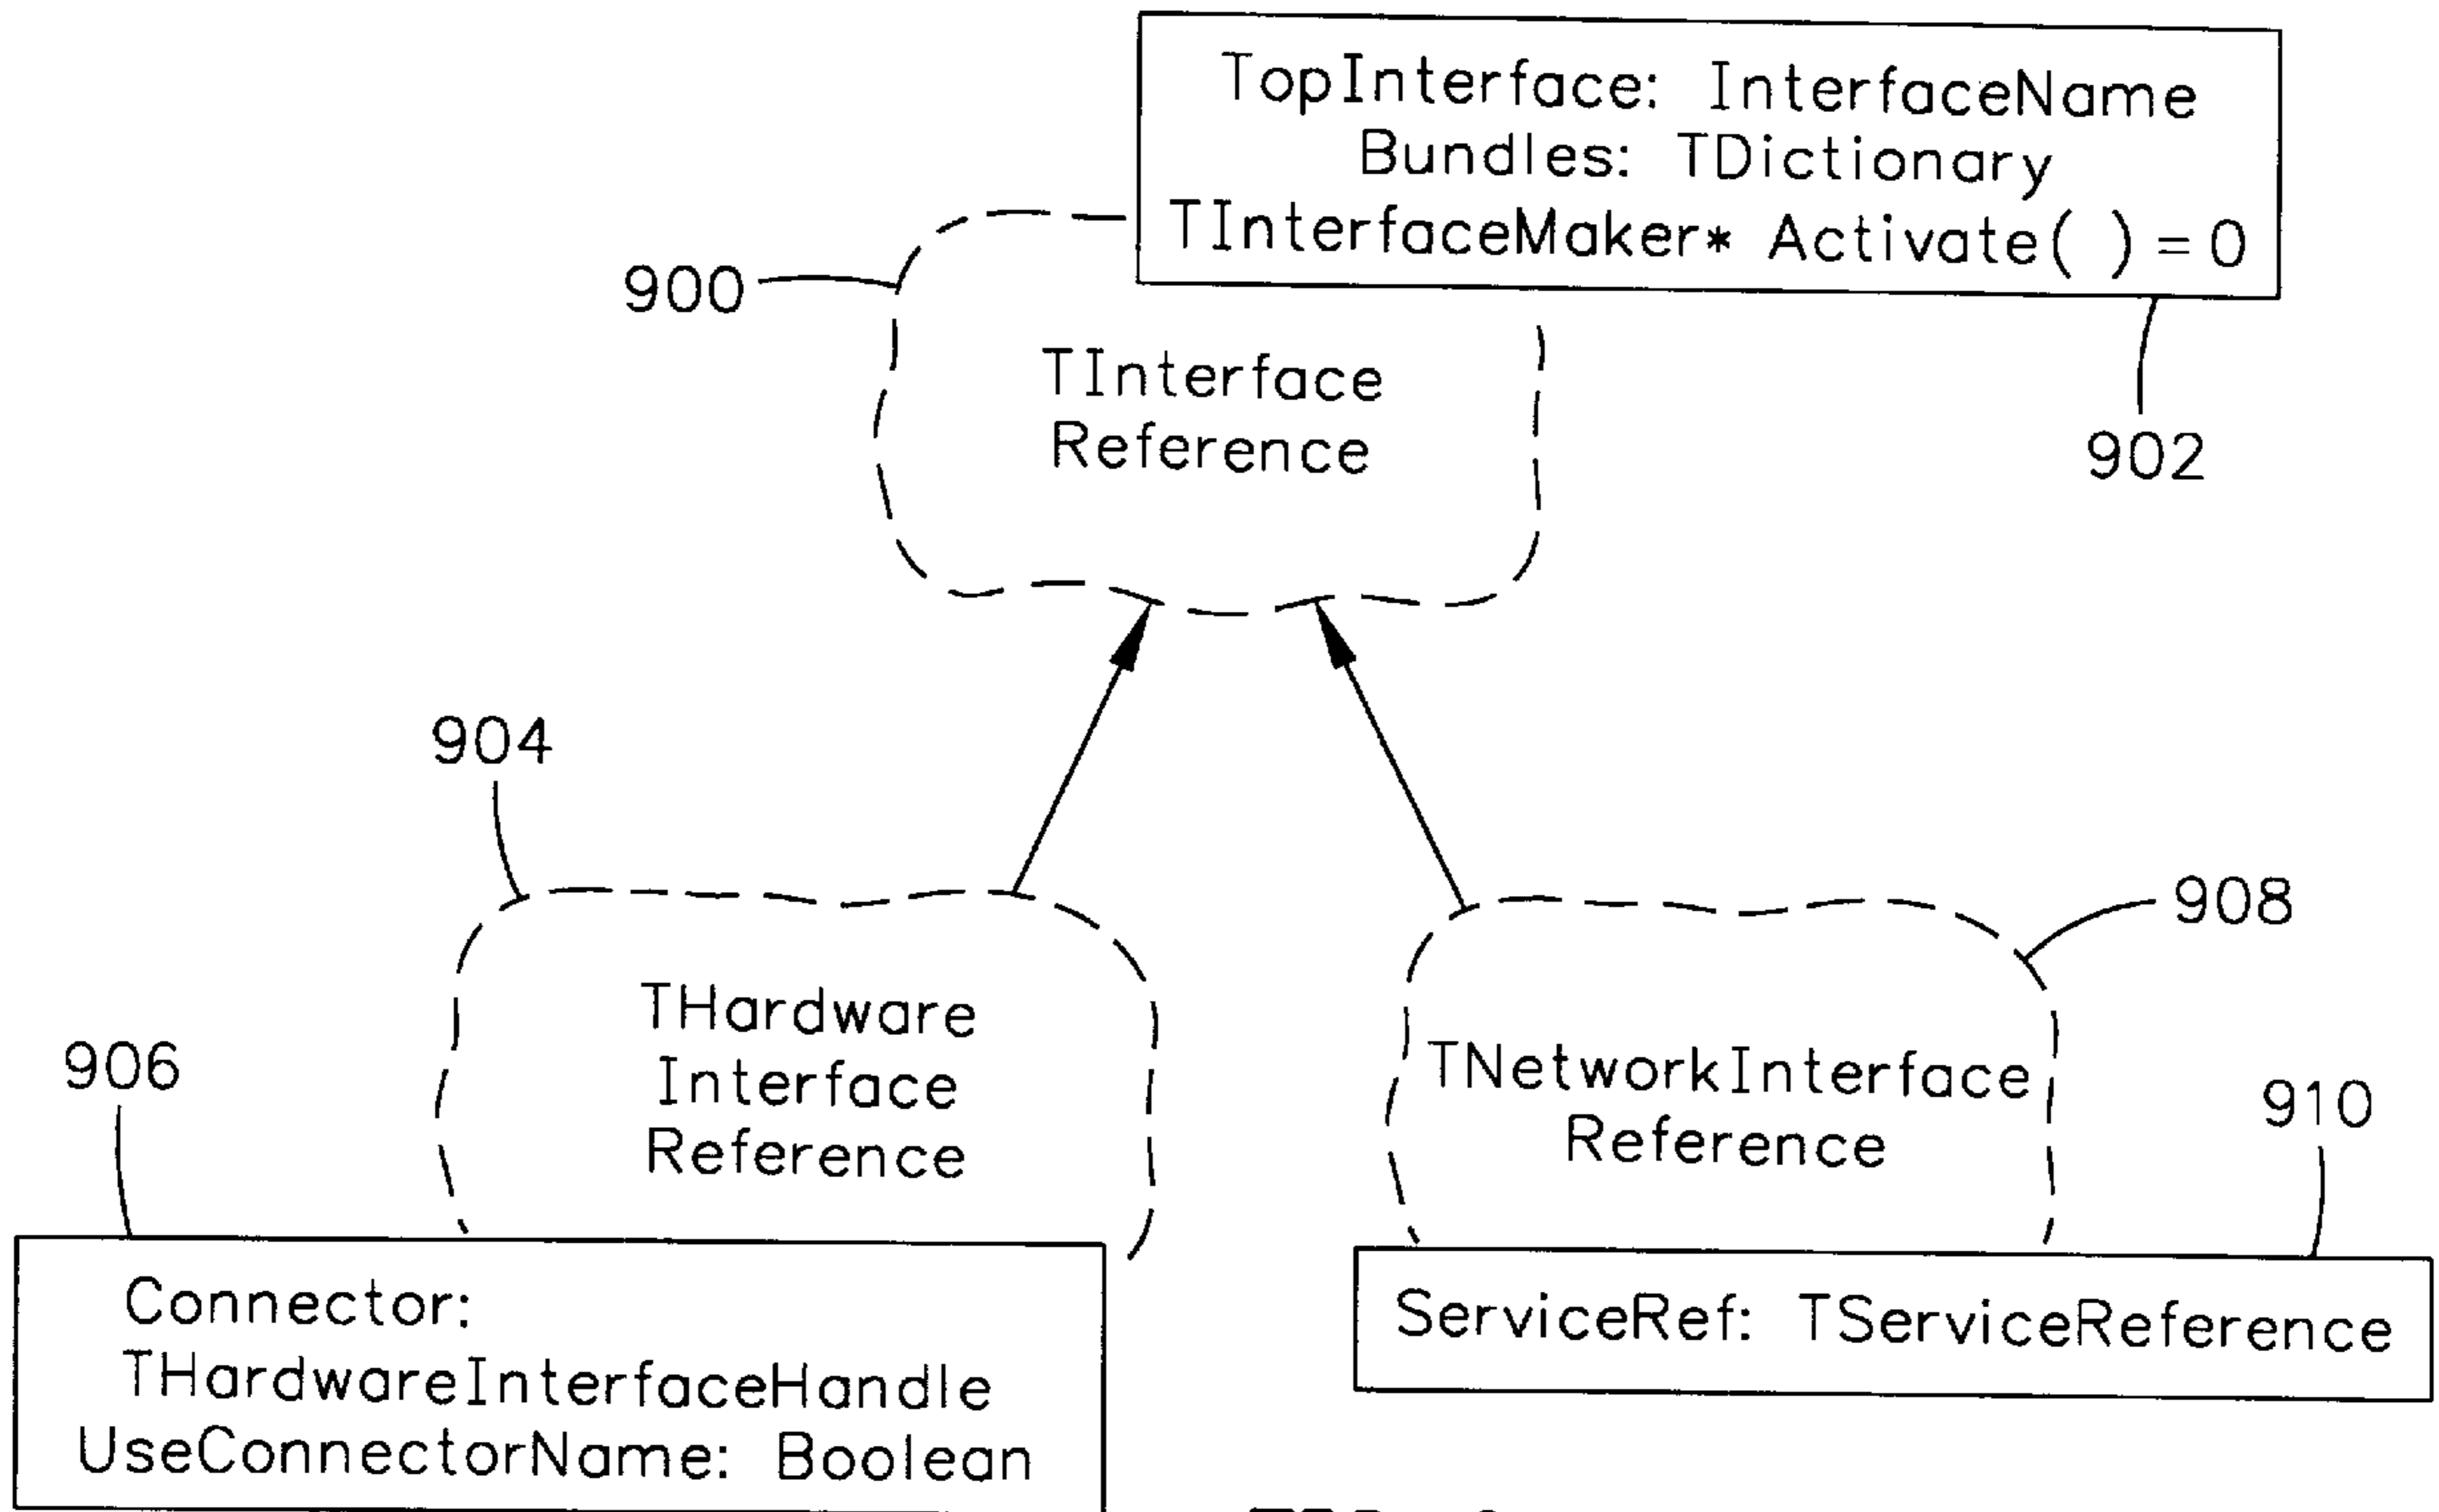 TopInterface: InterfaceName
Bundles: TDictionary
TInterfaceMaker* Activate( ) = 0
900
TInterface
Reference
902
904
908
THardware
Interface
Reference
906
TNetworkInterface
Reference
910
Connector:
THardwareInterfaceHandle
UseConnectorName: Boolean
ServiceRef: TServiceReference